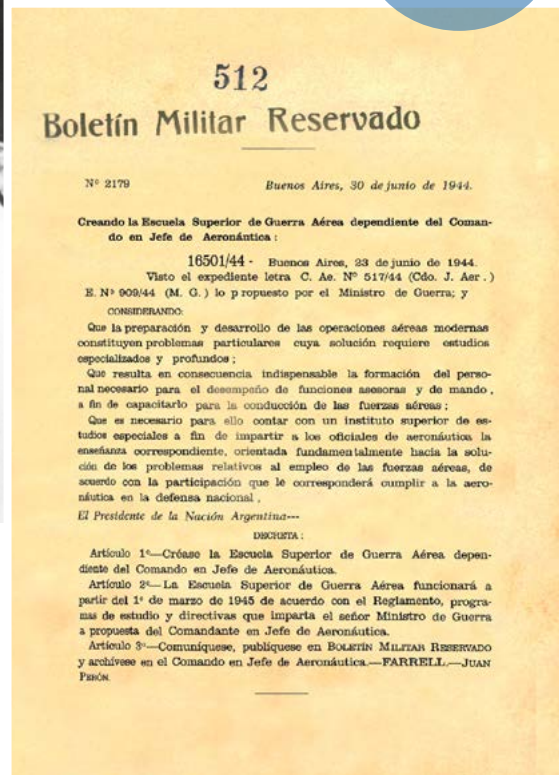 512
Boletín Militar Reservado
Nº 2179 Buenos Aires, 30 de junio de 1944.
Creando la Escuela Superior de Guerra Aérea dependiente del Coman-
do en Jefe de Aeronántica :
16501/44 - Buenos Aires, 23 de junio de 1944.
Visto el expediente letra C. Ae. Nº 517/44 (Cdo. J. Aer .)
E. Nº 909/44 (M. G. ) lo propuesto por el Ministro de Guerra; y
CONSIDERANDO:
Que la preparación y desarrollo de las operaciones aéreas modernas
constituyen problemas particulares cuya solución requiere estudios
especializados y profundos ;
Que resulta en consecuencia indispensable la formación del perso-
nal necesario para el desempeño de funciones asesoras y de mando ,
a fin de capacitarlo para la conducción de las fuerzas aéreas ;
Que es necesario para ello contar con un instituto superior de es-
tudios especiales a fin de impartir a los oficiales de aeronáutica la
enseñanza correspondiente, orientada fundamentalmente hacia la solu-
ción de los problemas relativos al empleo de las fuerzas aéreas, de
acuerdo con la participación que le corresponderá cumplir a la aero-
náutica en la defensa nacional ,
El Presidente de la Nación Argentina---
DECRETA :
Artículo 1º—Créase la Escuela Superior de Guerra Aérea depen-
diente del Comando en Jefe de Aeronáutica.
Artículo 2º— La Escuela Superior de Guerra Aérea funcionará a
partir del 1º de marzo de 1945 de acuerdo con el Reglamento, progra-
mas de estudio y directivas que imparta el señor Ministro de Guerra
a propuesta del Comandante en Jefe de Aeronáutica.
Artículo 3º—Comuníquese, publíquese en BOLETÍN MILITAR RESERVADO
y archívese en el Comando en Jefe de Aeronáutica.—FARRELL.—JUAN
PERÓN.